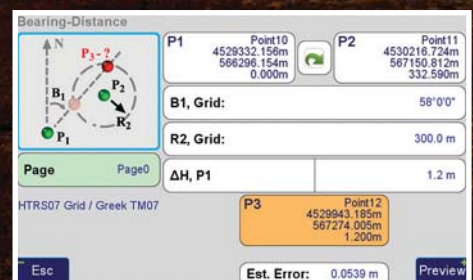 Bearing-Distance
N
P3 - ?
B1
P2
R2
P1
P1
Point10
4529332.156m
566296.154m
0.000m
P2
Point11
4530216.724m
567150.812m
332.590m
B1, Grid:
58°0'0"
R2, Grid:
300.0 m
Page
Page0
ΔH, P1
1.2 m
HTRS07 Grid / Greek TM07
P3
Point12
4529943.185m
567274.005m
1.200m
Esc
Est. Error:
0.0539 m
Preview